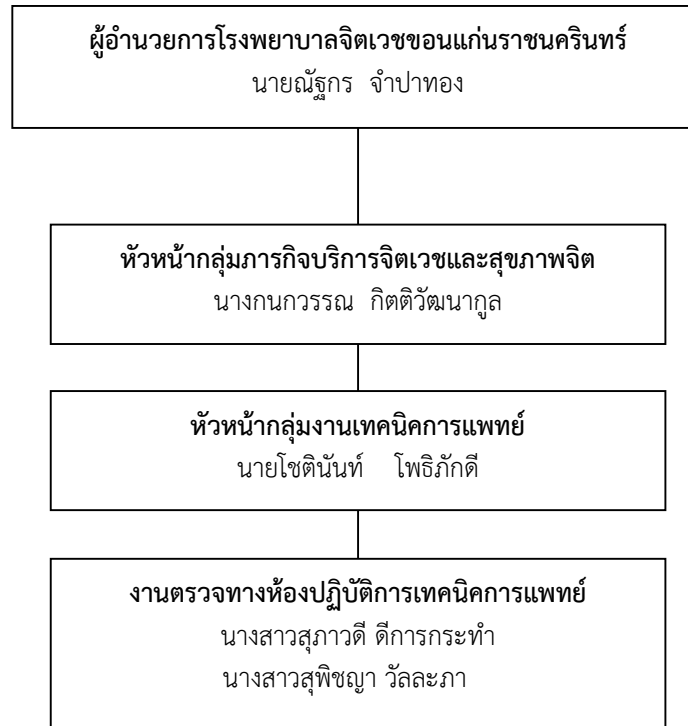 ผู้อำนวยการโรงพยาบาลจิตเวชขอนแก่นราชนครินทร์
นายณัฐกร จำปาทอง
หัวหน้ากลุ่มภารกิจบริการจิตเวชและสุขภาพจิต
นางกนกวรรณ กิตติวัฒนากูล
หัวหน้ากลุ่มงานเทคนิคการแพทย์
นายโชตินันท์ โพธิภักดี
งานตรวจทางห้องปฏิบัติการเทคนิคการแพทย์
นางสาวสุภาวดี ดีการกระทำ
นางสาวสุพิชญา วัลละภา